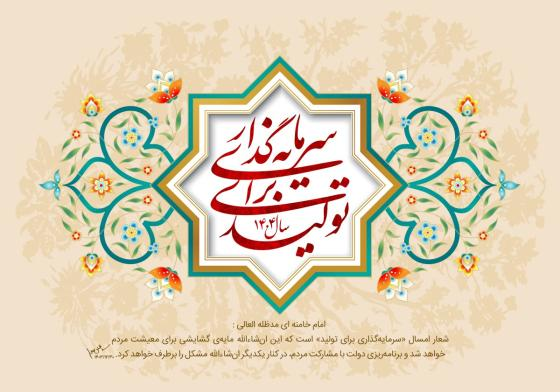 سرمایه گذاری
برای
تولید
سال ۱۴۰۴
امام خامنه ای مدظله العالی :
شعار امسال «سرمایه‌گذاری برای تولید» است که این ان‌شاءالله مایه‌ی گشایشی برای معیشت مردم
خواهد شد و برنامه‌ریزی دولت با مشارکت مردم، در کنار یکدیگر ان‌شاءالله مشکل را برطرف خواهد کرد.